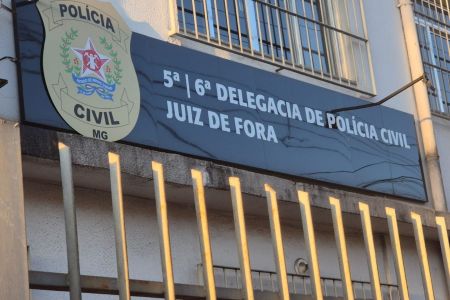 POLÍCIA
CIVIL
MG
5ª | 6ª DELEGACIA DE POLÍCIA CIVIL
JUIZ DE FORA